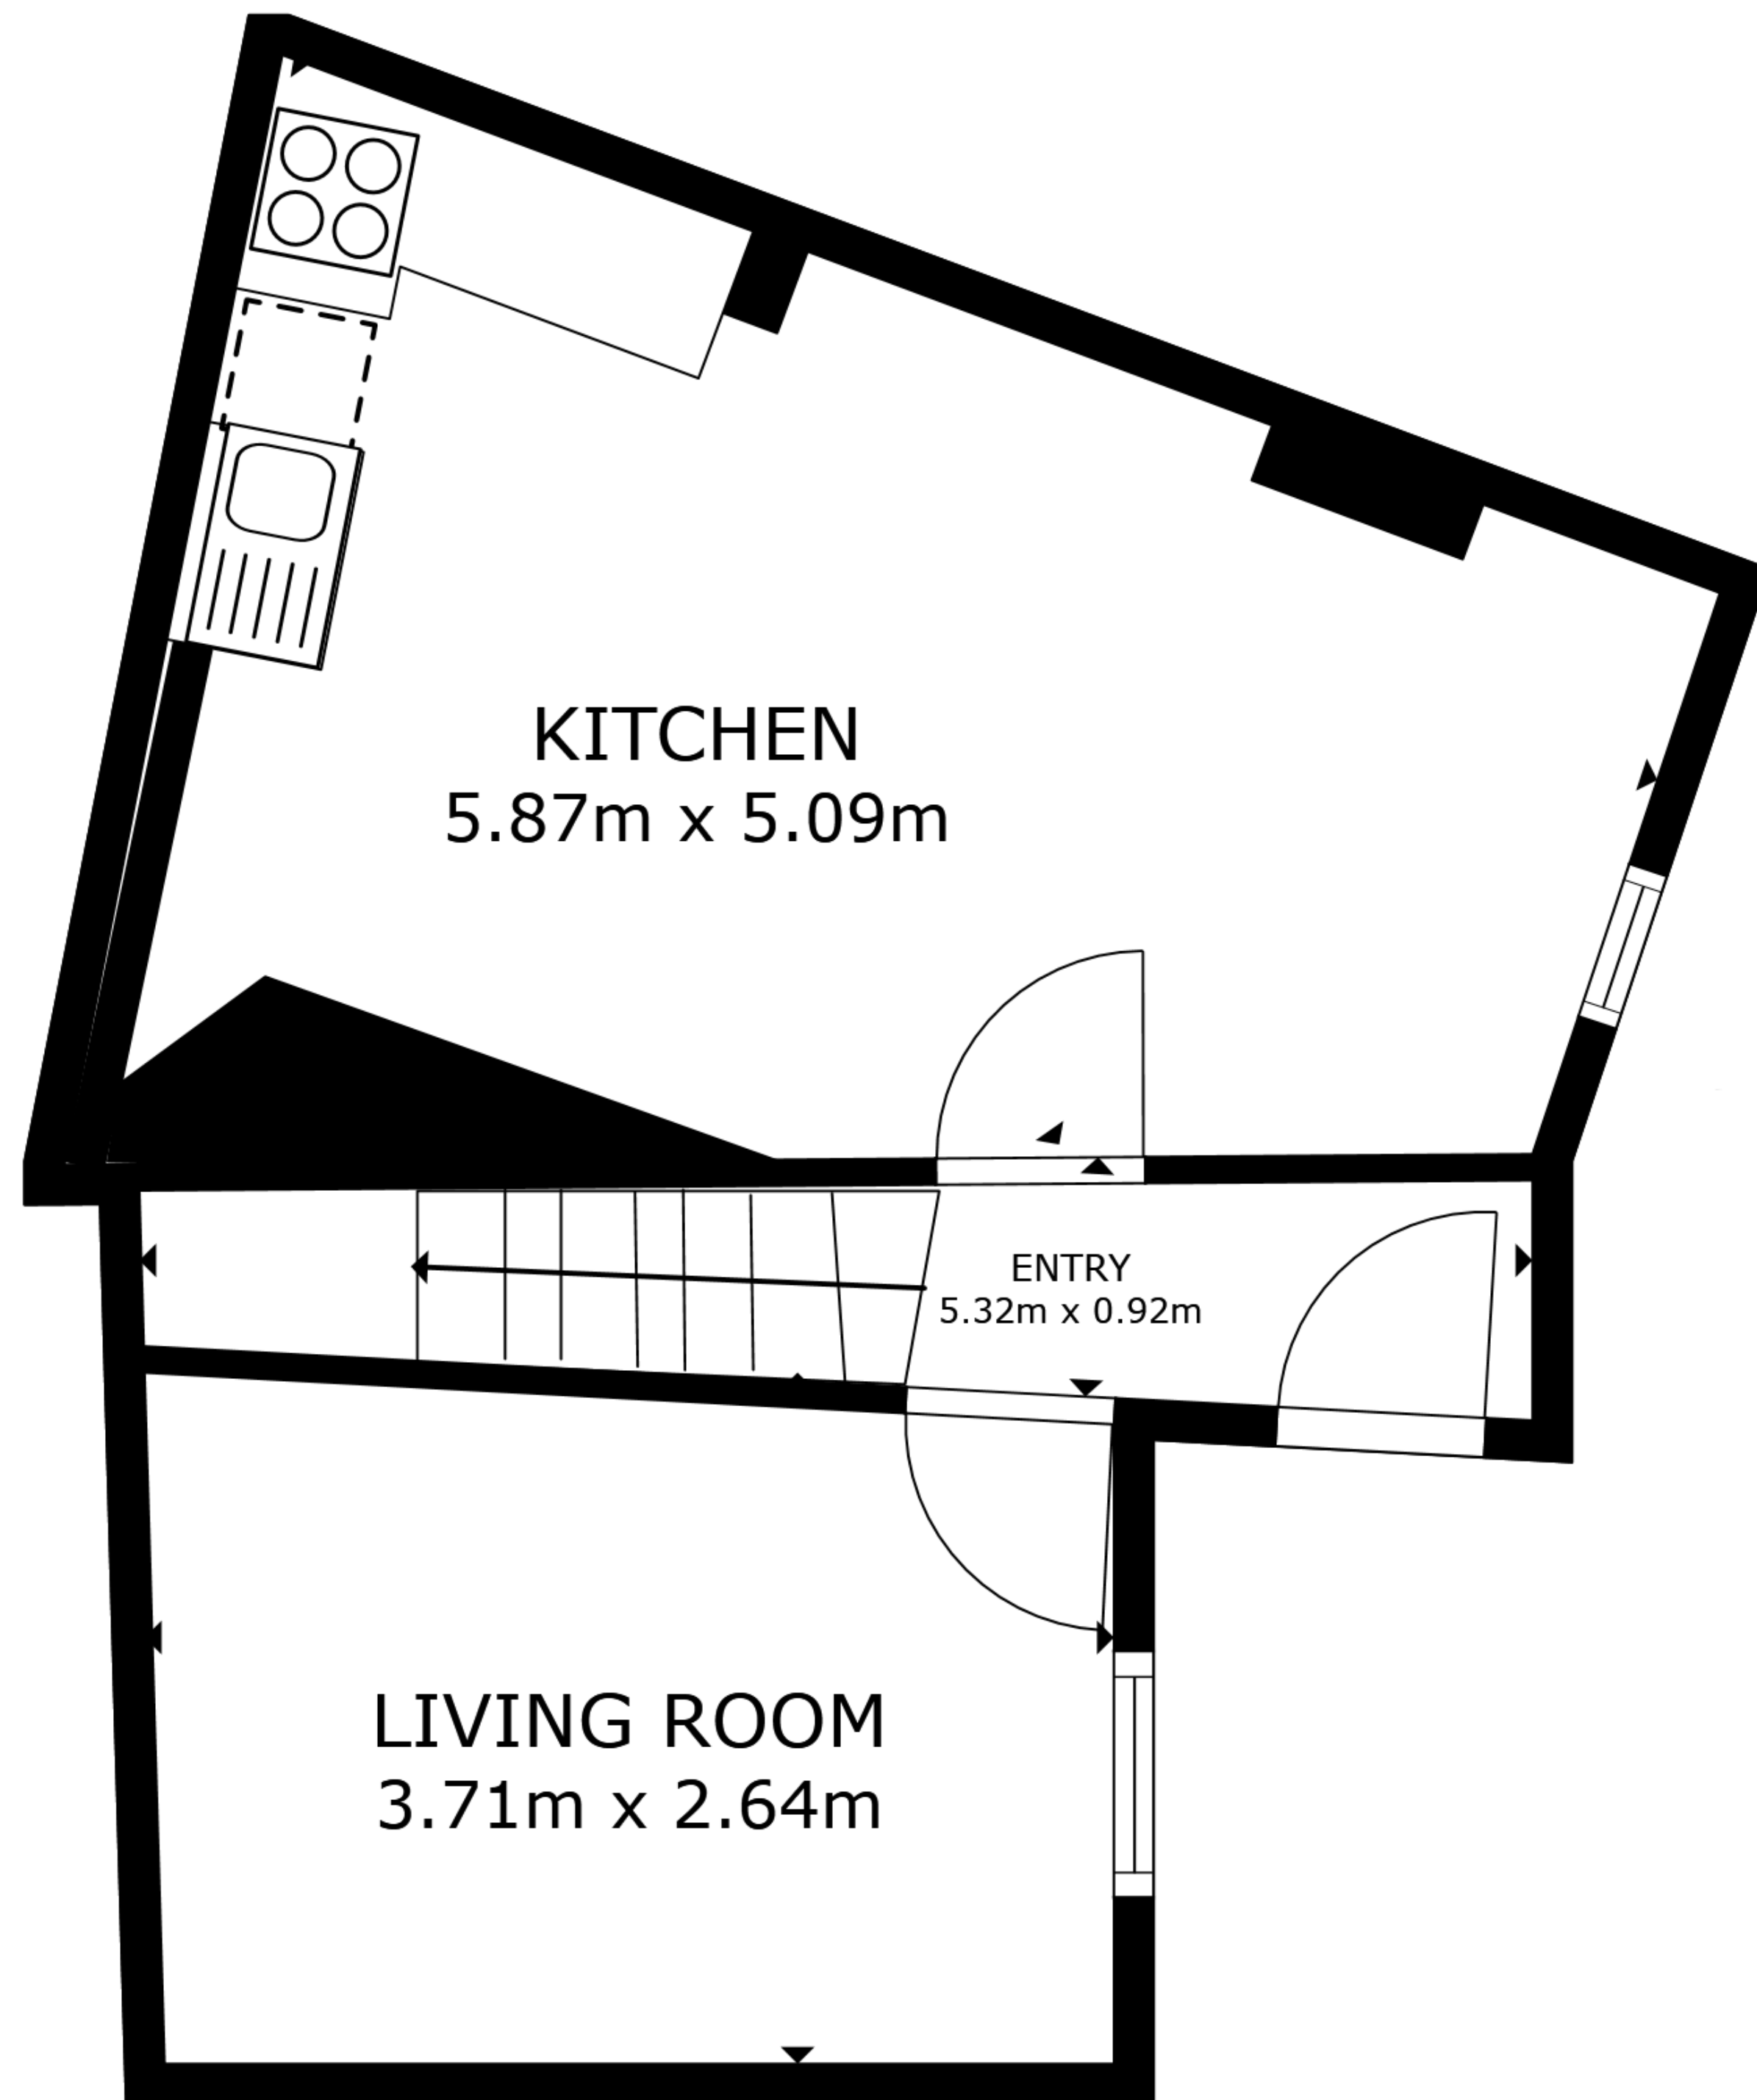 KITCHEN
5.87m x 5.09m
ENTRY
5.32m x 0.92m
LIVING ROOM
3.71m x 2.64m